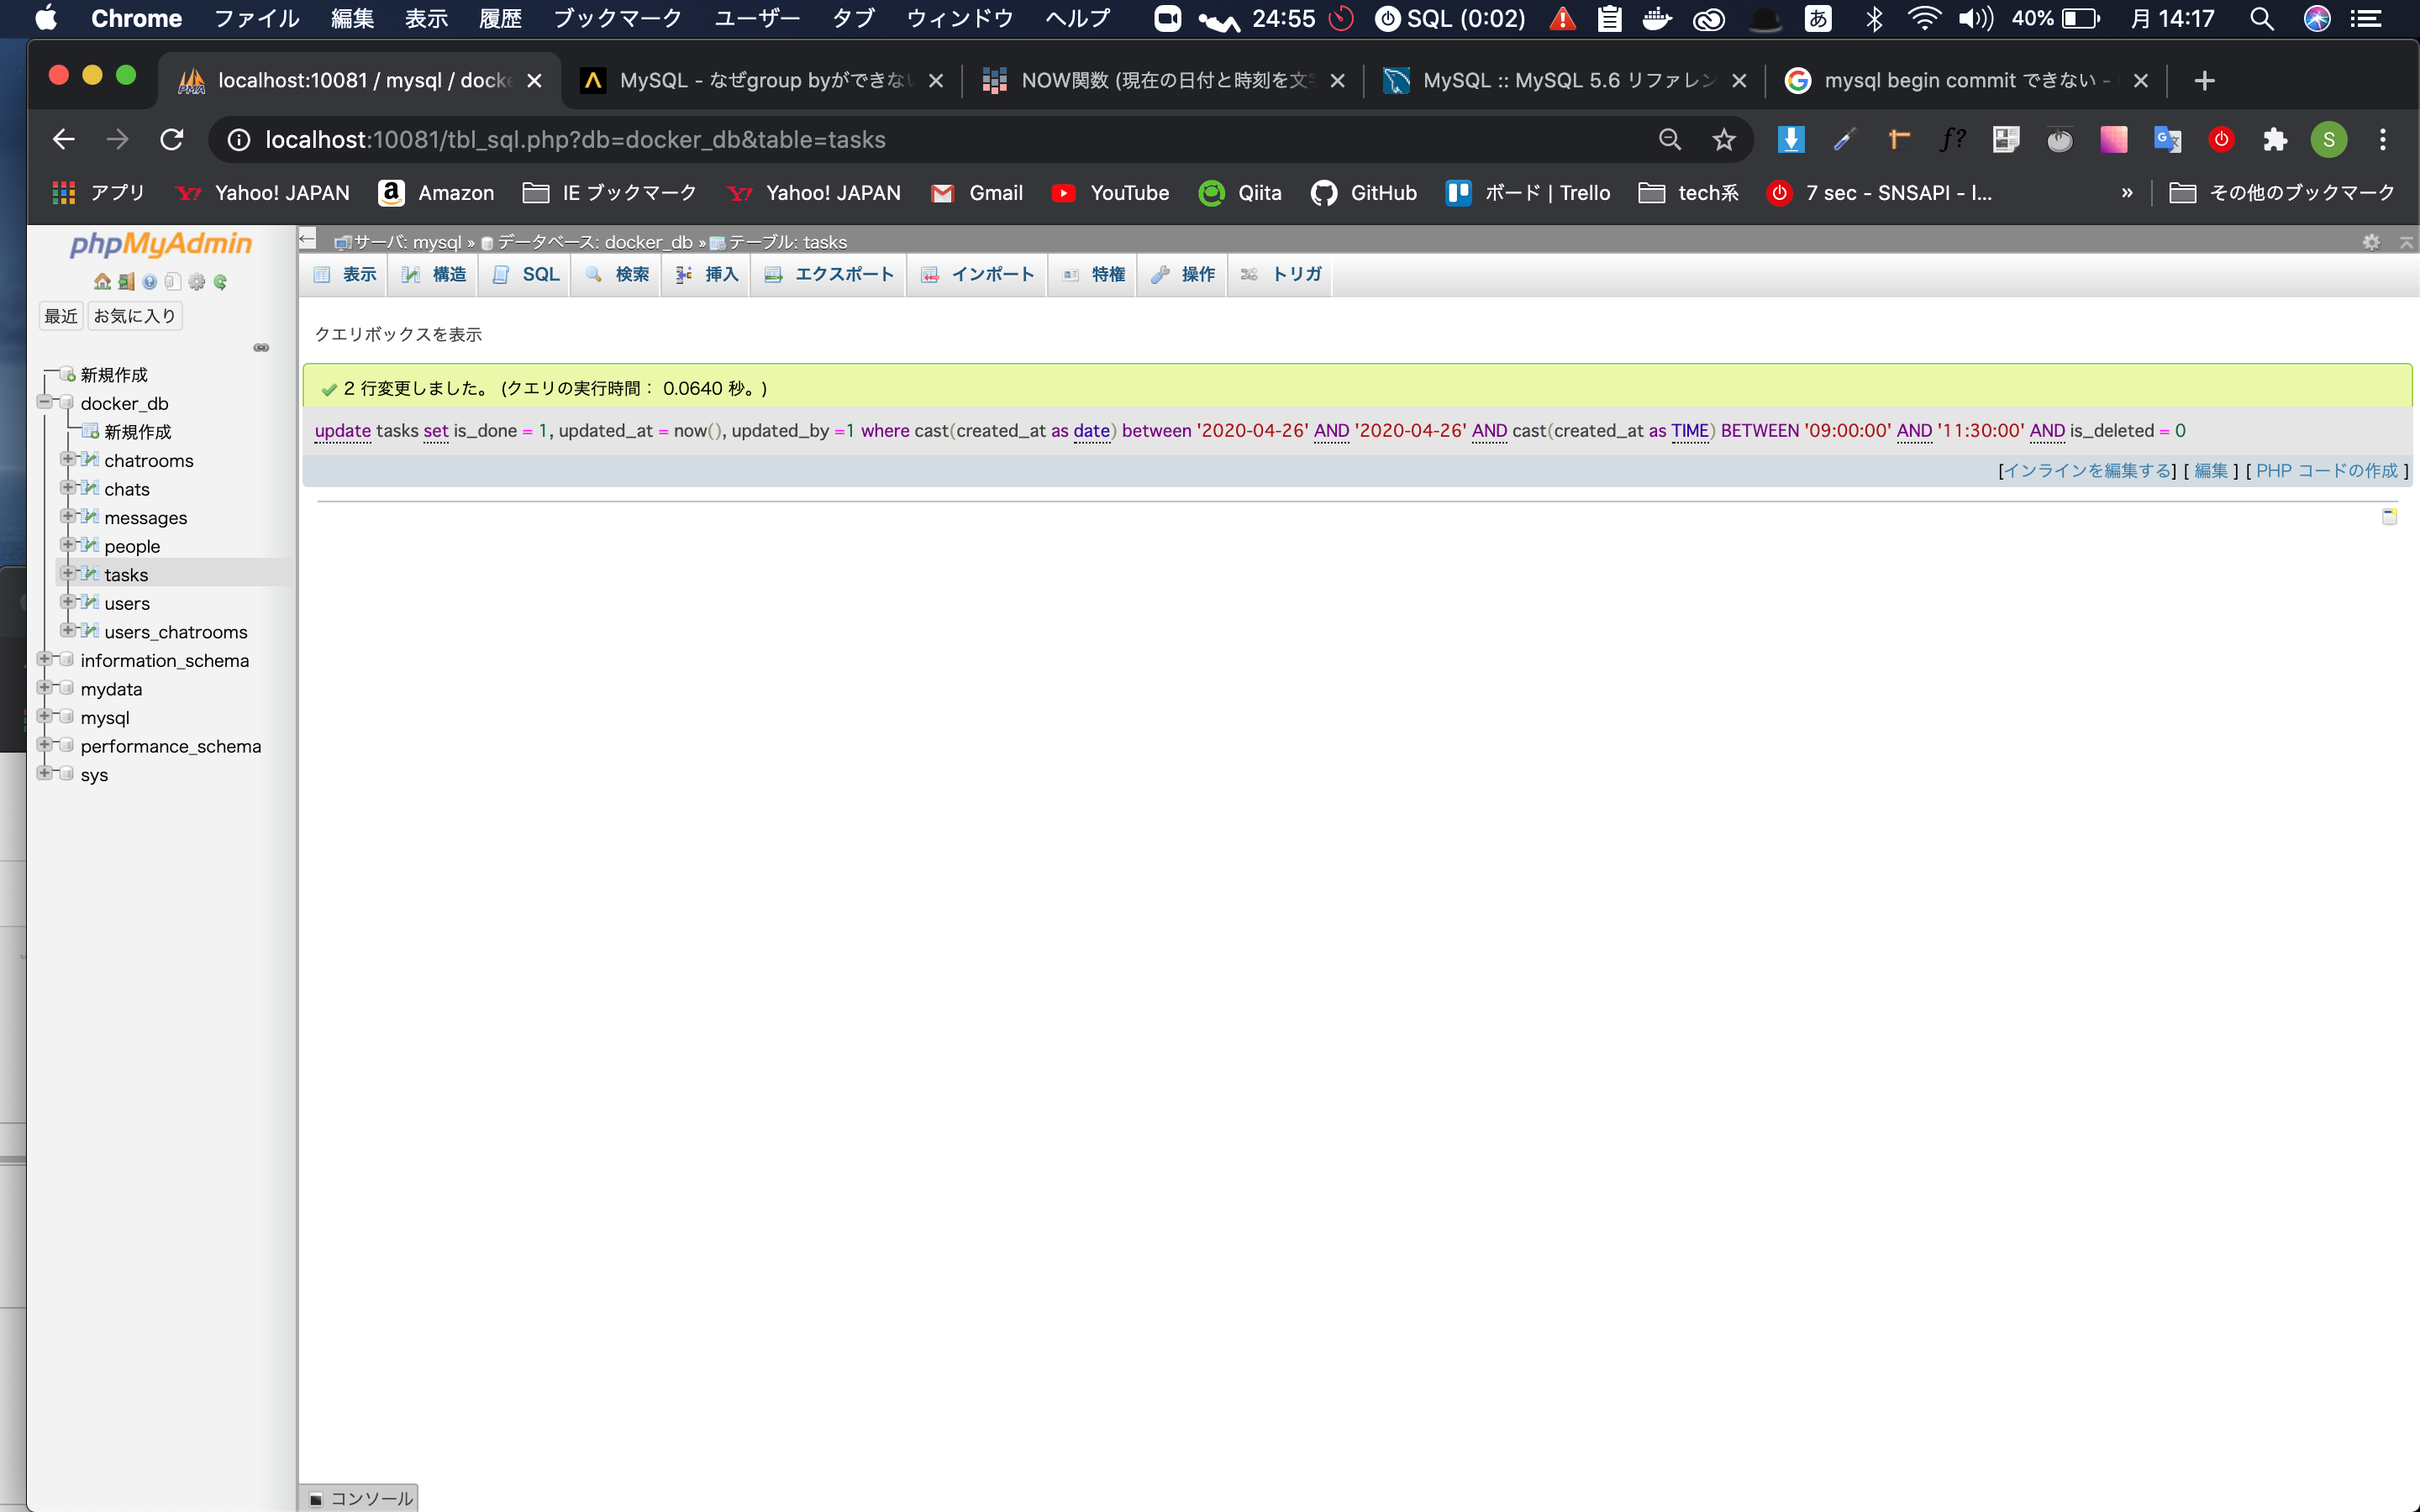 Chrome ファイル 編集 表示 履歴 ブックマーク ユーザー タブ ウィンドウ ヘルプ 24:55 SQL (0:02) あ 40% 月 14:17
localhost:10081 / mysql / docke MySQL - なぜgroup byができない NOW関数 (現在の日付と時刻を文字 MySQL :: MySQL 5.6 リファレン mysql begin commit できない -
localhost:10081/tbl_sql.php?db=docker_db&table=tasks f? S
アプリ Yahoo! JAPAN Amazon IE ブックマーク Yahoo! JAPAN Gmail YouTube Qiita GitHub ボード | Trello tech系 7 sec - SNSAPI - I... » その他のブックマーク
phpMyAdmin
最近 お気に入り
新規作成
docker_db
新規作成
chatrooms
chats
messages
people
tasks
users
users_chatrooms
information_schema
mydata
mysql
performance_schema
sys
サーバ: mysql » データベース: docker_db » テーブル: tasks
表示 構造 SQL 検索 挿入 エクスポート インポート 特権 操作 トリガ
クエリボックスを表示
2 行変更しました。 (クエリの実行時間： 0.0640 秒。)
update tasks set is_done = 1, updated_at = now(), updated_by =1 where cast(created_at as date) between '2020-04-26' AND '2020-04-26' AND cast(created_at as TIME) BETWEEN '09:00:00' AND '11:30:00' AND is_deleted = 0
[インラインを編集する] [ 編集 ] [ PHP コードの作成 ]
コンソール